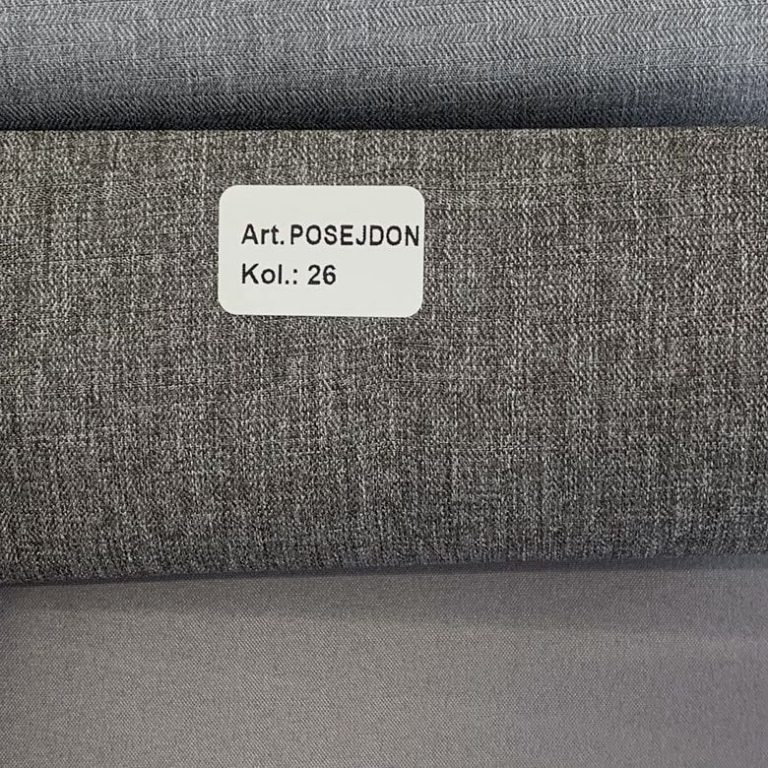 Art. POSEJDON
Kol.: 26